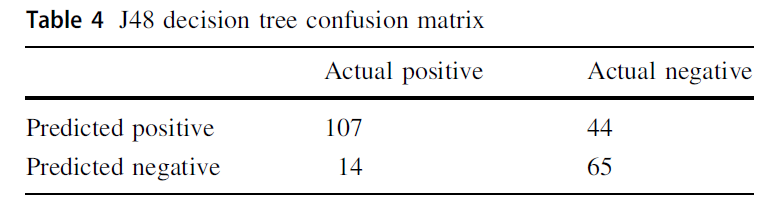 Table 4 J48 decision tree confusion matrix
Actual positive Actual negative
Predicted positive 107 44
Predicted negative 14 65